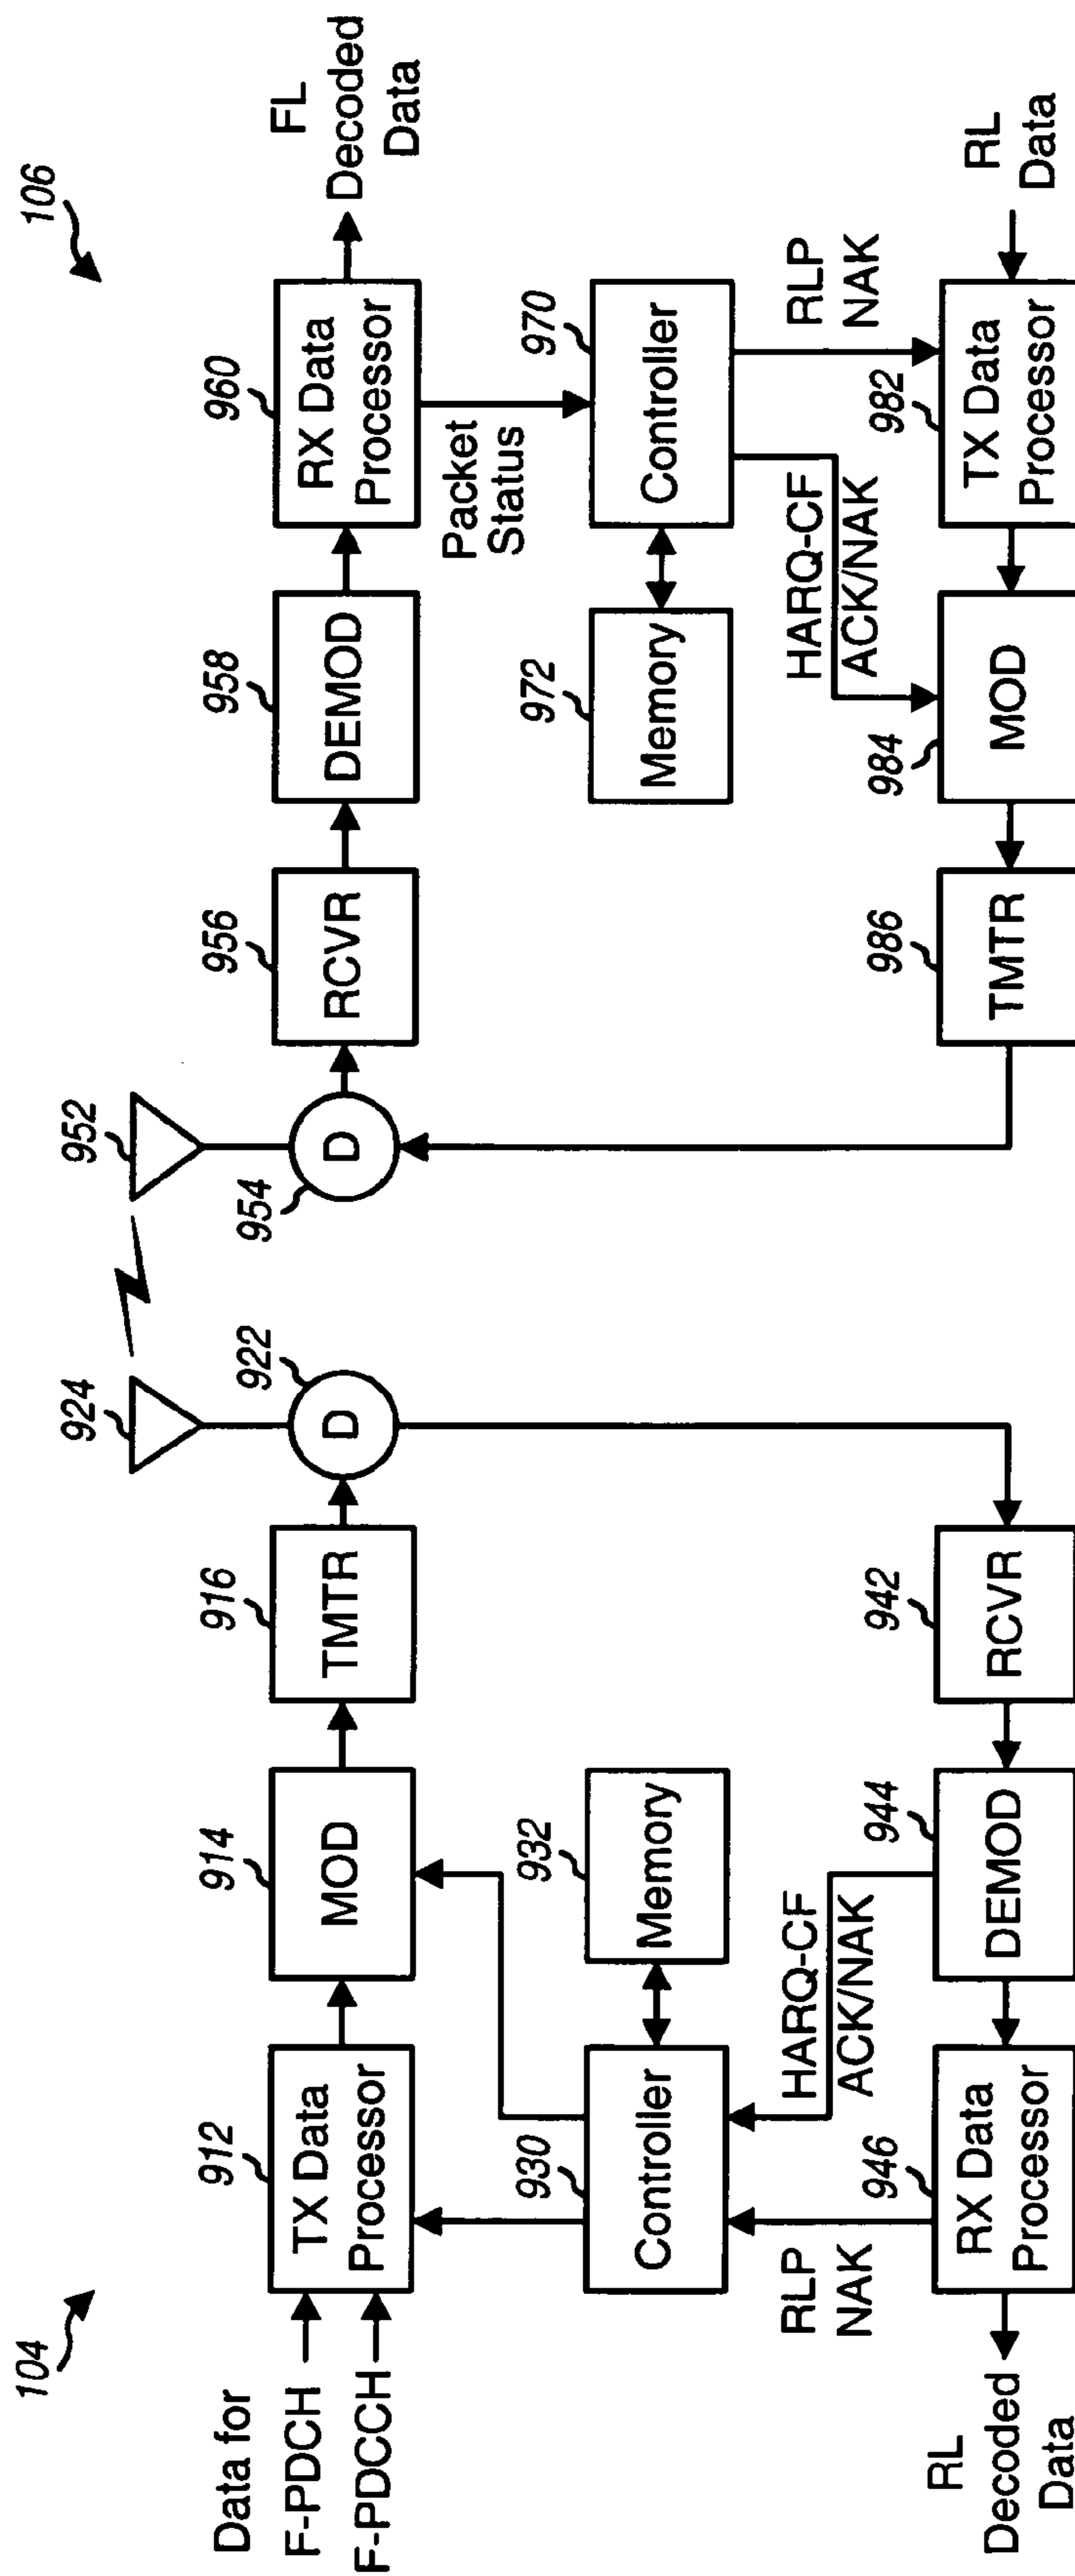 104
Data for
F-PDCH
F-PDCCH
912
TX Data
Processor
914
MOD
916
TMTR
922
D
924
930
Controller
932
Memory
RLP
NAK
HARQ-CF
ACK/NAK
946
RX Data
Processor
944
DEMOD
942
RCVR
RL
Decoded
Data
106
952
954
D
956
RCVR
958
DEMOD
960
RX Data
Processor
FL
Decoded
Data
Packet
Status
972
Memory
970
Controller
HARQ-CF
ACK/NAK
RLP
NAK
986
TMTR
984
MOD
982
TX Data
Processor
RL
Data